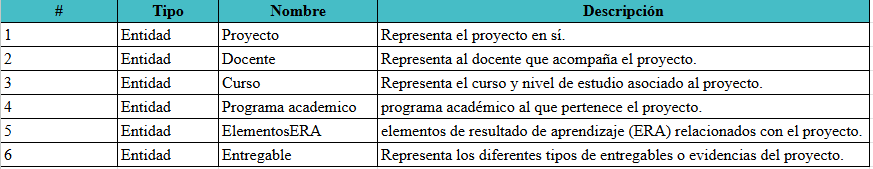 # Tipo Nombre Descripción
1 Entidad Proyecto Representa el proyecto en sí.
2 Entidad Docente Representa al docente que acompaña el proyecto.
3 Entidad Curso Representa el curso y nivel de estudio asociado al proyecto.
4 Entidad Programa academico programa académico al que pertenece el proyecto.
5 Entidad ElementosERA elementos de resultado de aprendizaje (ERA) relacionados con el proyecto.
6 Entidad Entregable Representa los diferentes tipos de entregables o evidencias del proyecto.